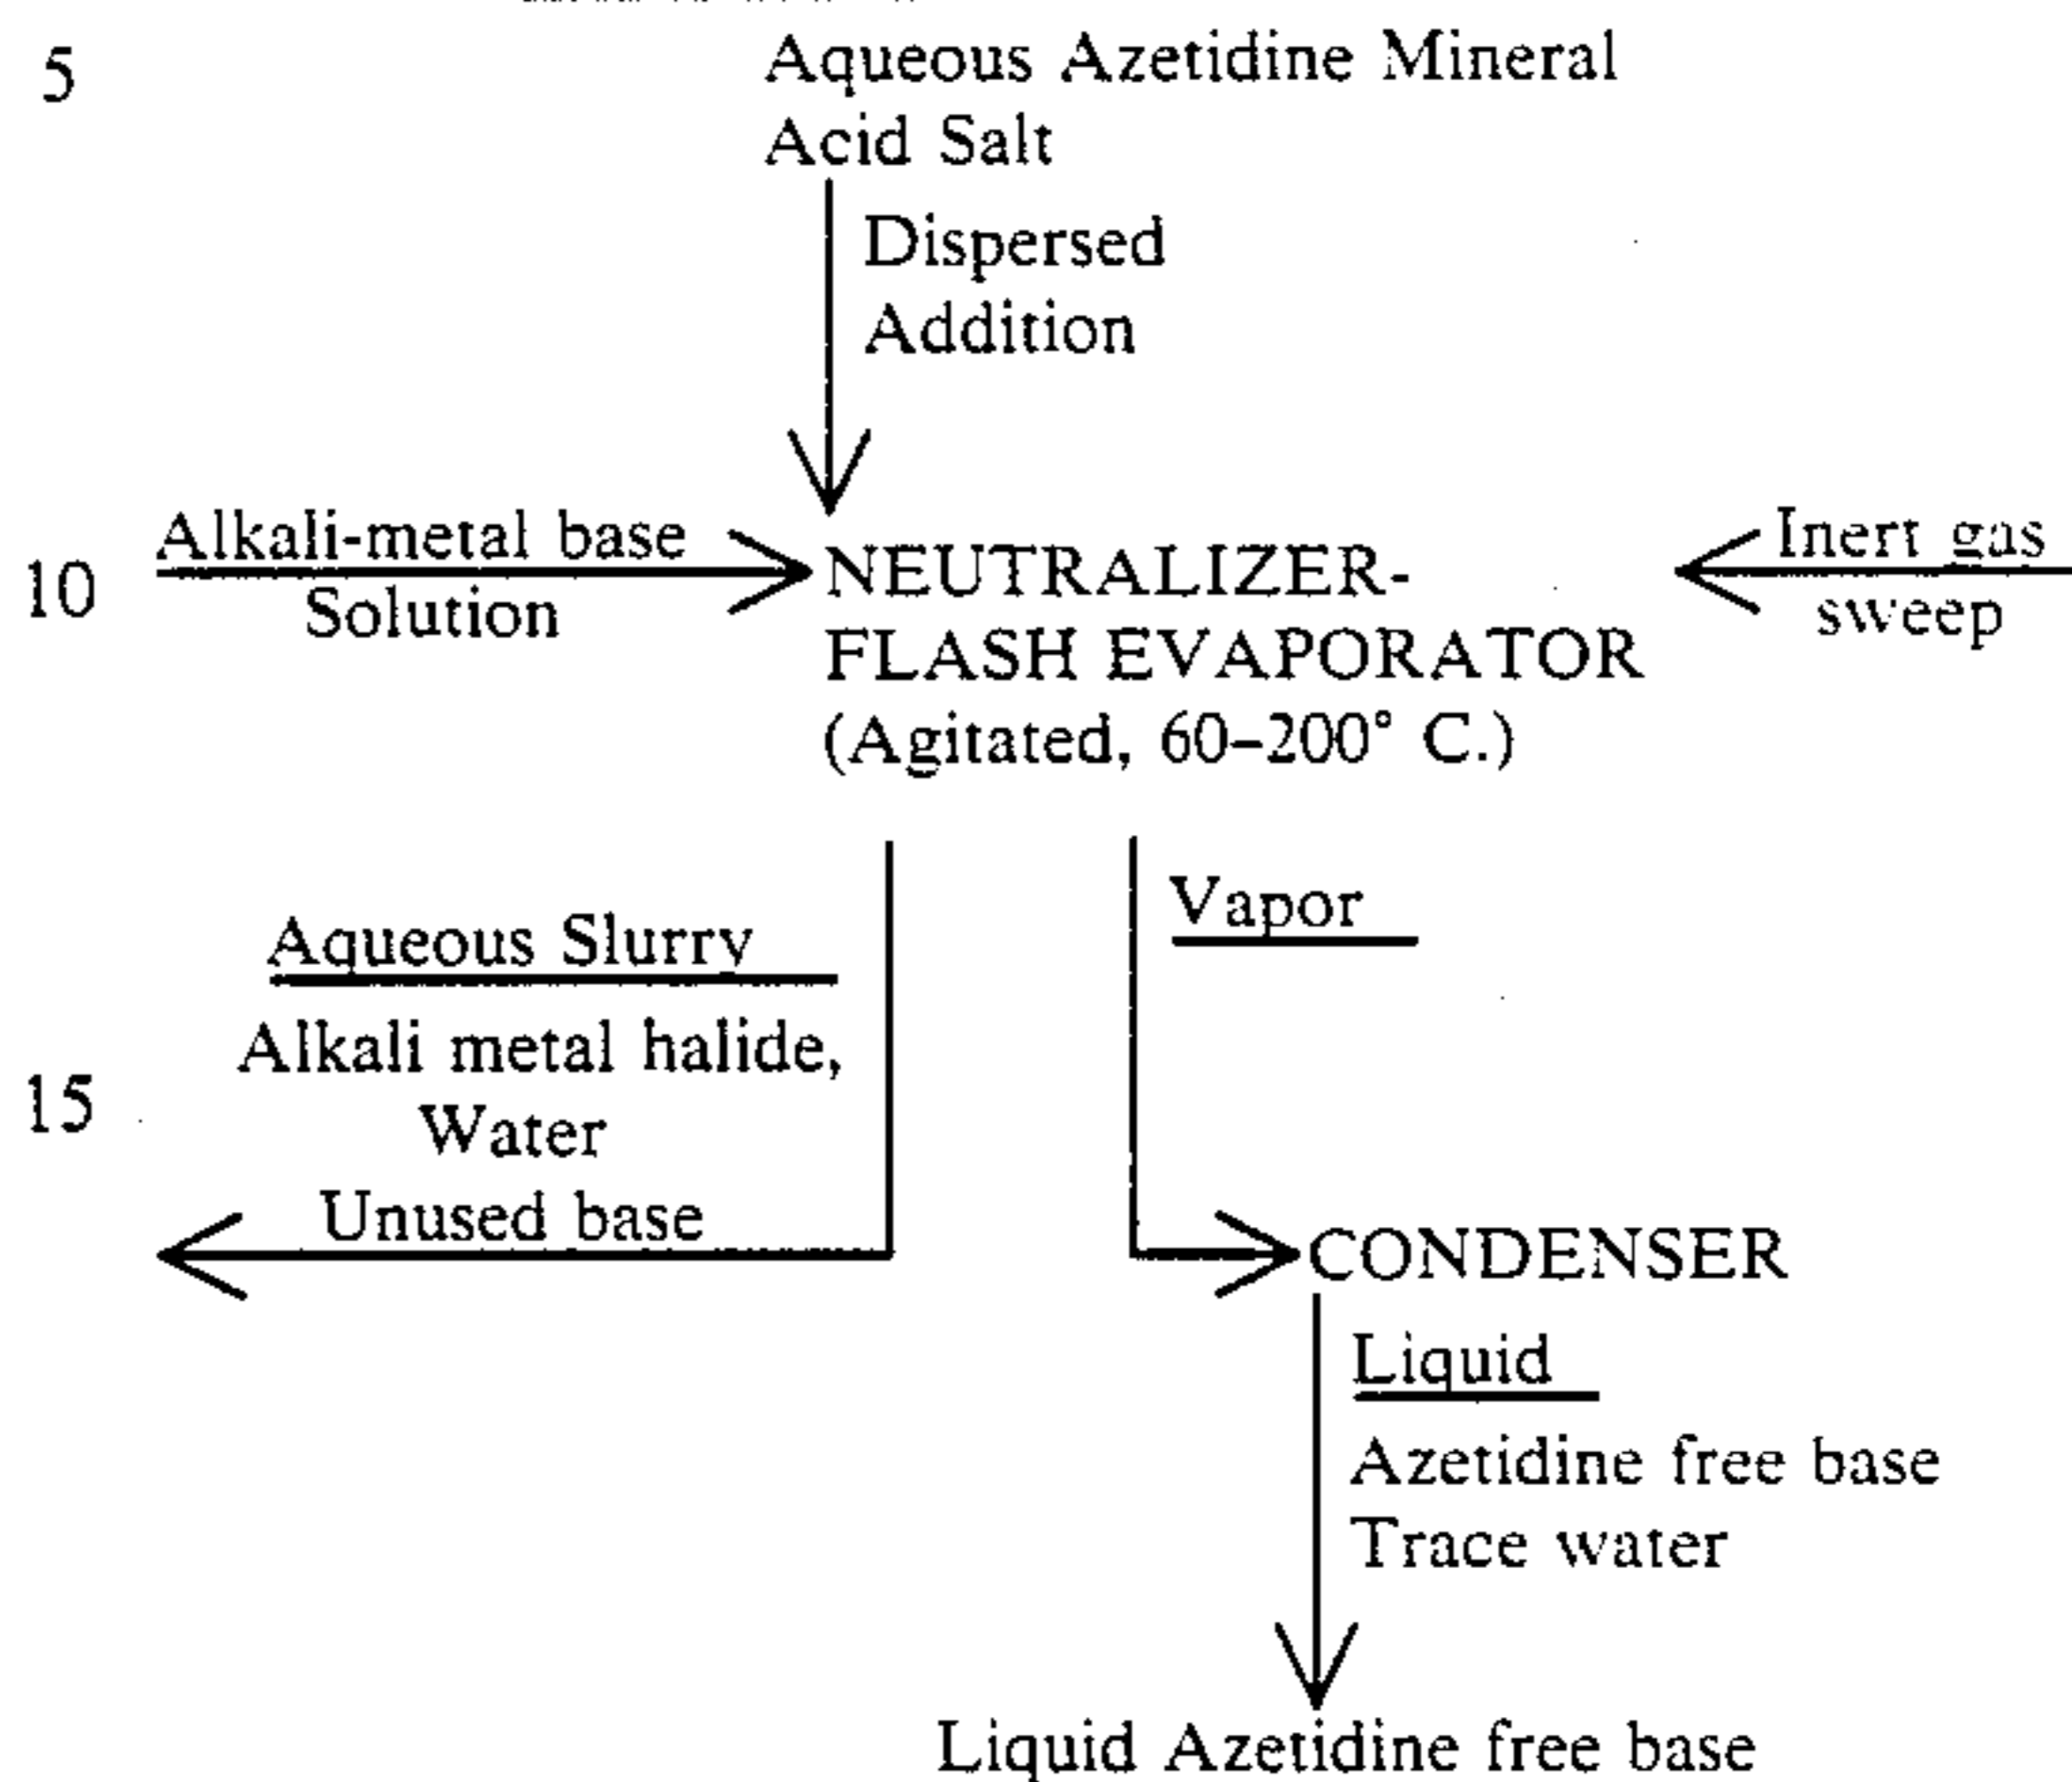 5
Aqueous Azetidine Mineral
Acid Salt
Dispersed
Addition
10
Alkali-metal base
Solution
NEUTRALIZER-
FLASH EVAPORATOR
(Agitated, 60–200° C.)
Inert gas
sweep
Vapor
Aqueous Slurry
Alkali metal halide,
15
Water
Unused base
CONDENSER
Liquid
Azetidine free base
Trace water
Liquid Azetidine free base